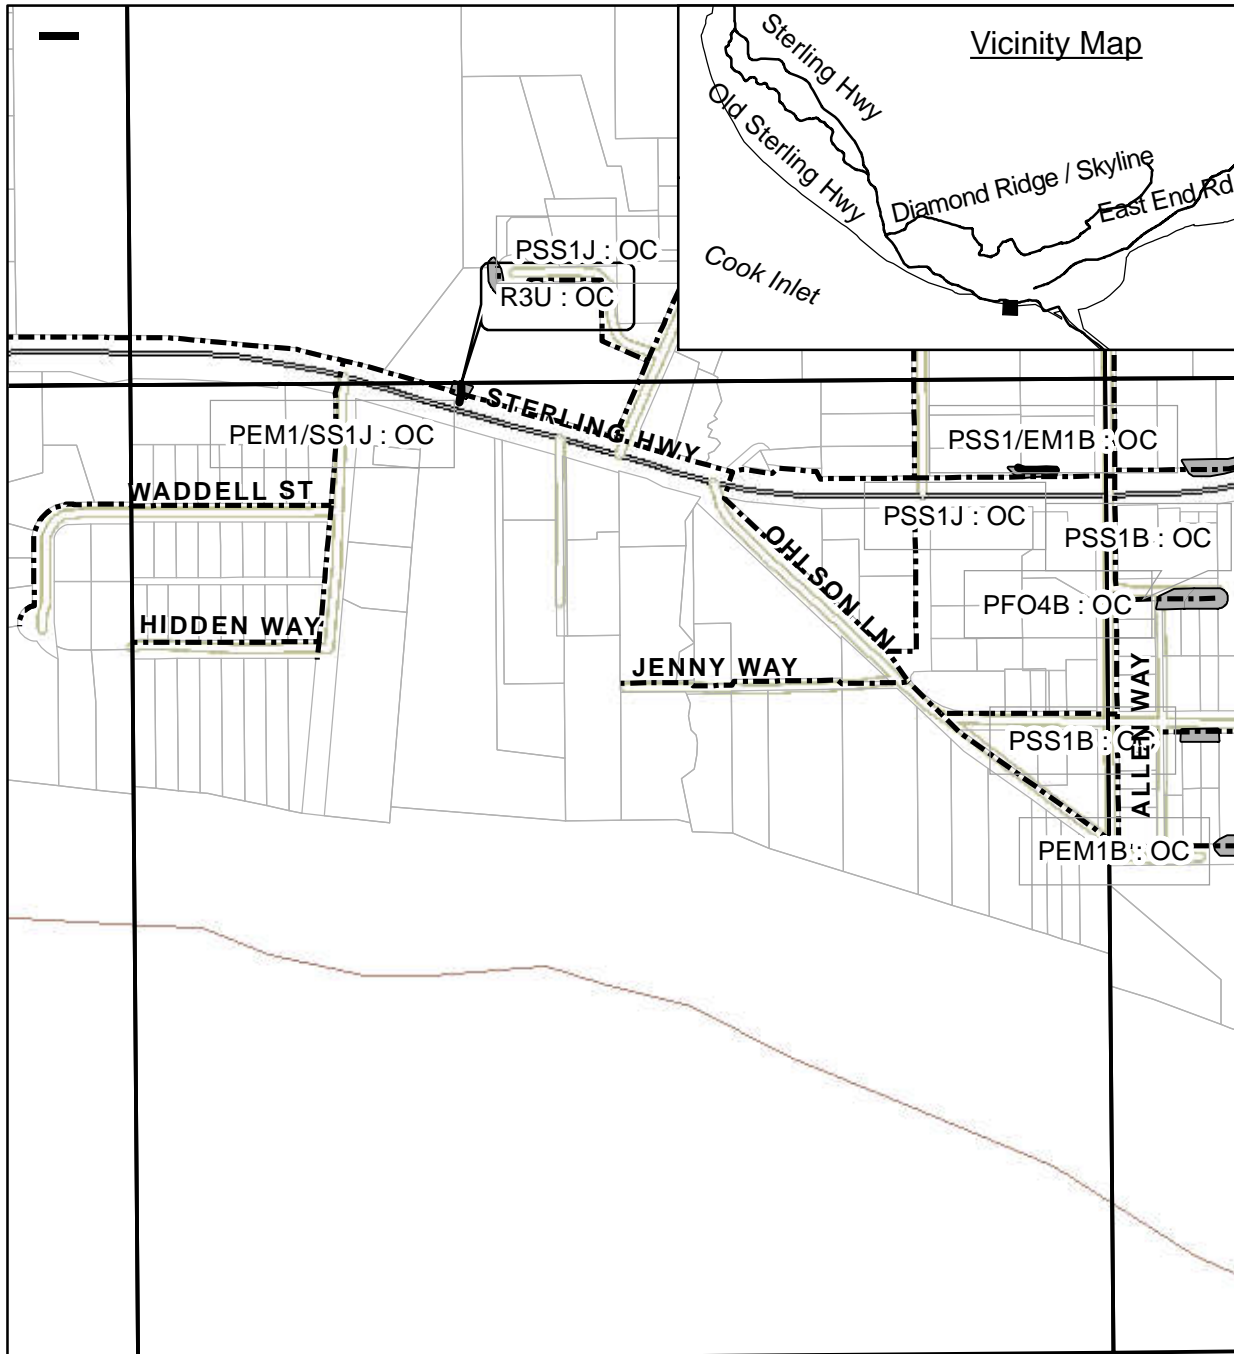 Vicinity Map
Sterling Hwy
Old Sterling Hwy
Diamond Ridge / Skyline
East End Rd
Cook Inlet
PSS1J : OC
R3U : OC
STERLING HWY
PEM1/SS1J : OC
PSS1/EM1B : OC
WADDELL ST
PSS1J : OC
PSS1B : OC
OHLSON LN
PFO4B : OC
HIDDEN WAY
JENNY WAY
ALLEN WAY
PSS1B : OC
PEM1B : OC